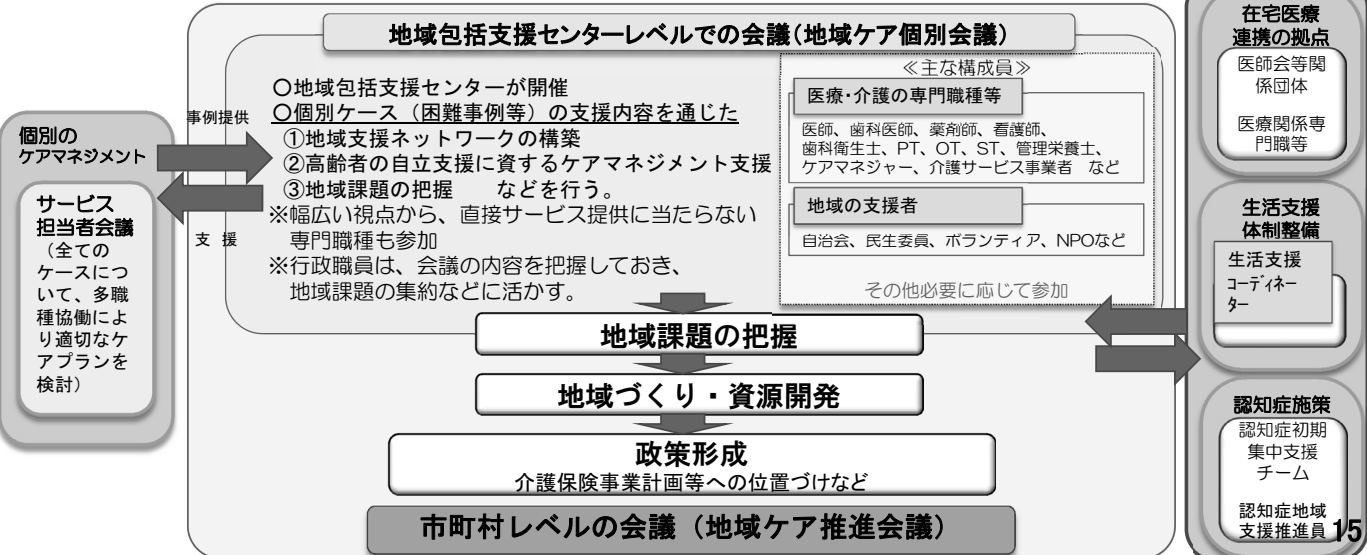 個別の
ケアマネジメント
サービス
担当者会議
（全ての
ケースにつ
いて、多職
種協働によ
り適切なケ
アプランを
検討）
事例提供
支 援
地域包括支援センターレベルでの会議（地域ケア個別会議）
〇地域包括支援センターが開催
〇個別ケース（困難事例等）の支援内容を通じた
①地域支援ネットワークの構築
②高齢者の自立支援に資するケアマネジメント支援
③地域課題の把握　　などを行う。
※幅広い視点から、直接サービス提供に当たらない
専門職種も参加
※行政職員は、会議の内容を把握しておき、
地域課題の集約などに活かす。
≪主な構成員≫
医療・介護の専門職種等
医師、歯科医師、薬剤師、看護師、
歯科衛生士、PT、OT、ST、管理栄養士、
ケアマネジャー、介護サービス事業者　など
地域の支援者
自治会、民生委員、ボランティア、NPOなど
その他必要に応じて参加
地域課題の把握
地域づくり・資源開発
政策形成
介護保険事業計画等への位置づけなど
市町村レベルの会議（地域ケア推進会議）
在宅医療
連携の拠点
医師会等関
係団体
医療関係専
門職等
生活支援
体制整備
生活支援
コーディネー
ター
認知症施策
認知症初期
集中支援
チーム
認知症地域
支援推進員
15